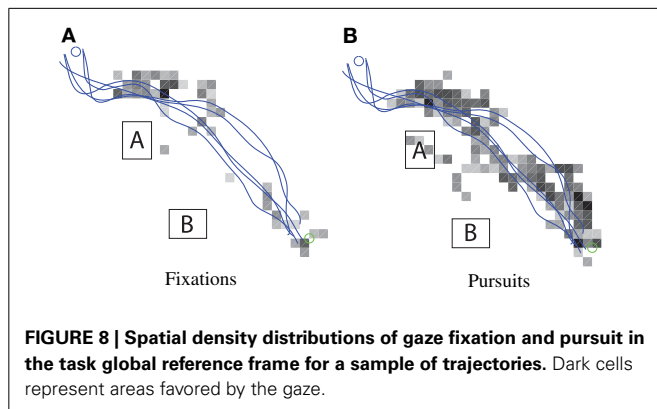 A
B
A
A
B
B
Fixations
Pursuits
FIGURE 8 | Spatial density distributions of gaze fixation and pursuit in
the task global reference frame for a sample of trajectories. Dark cells
represent areas favored by the gaze.